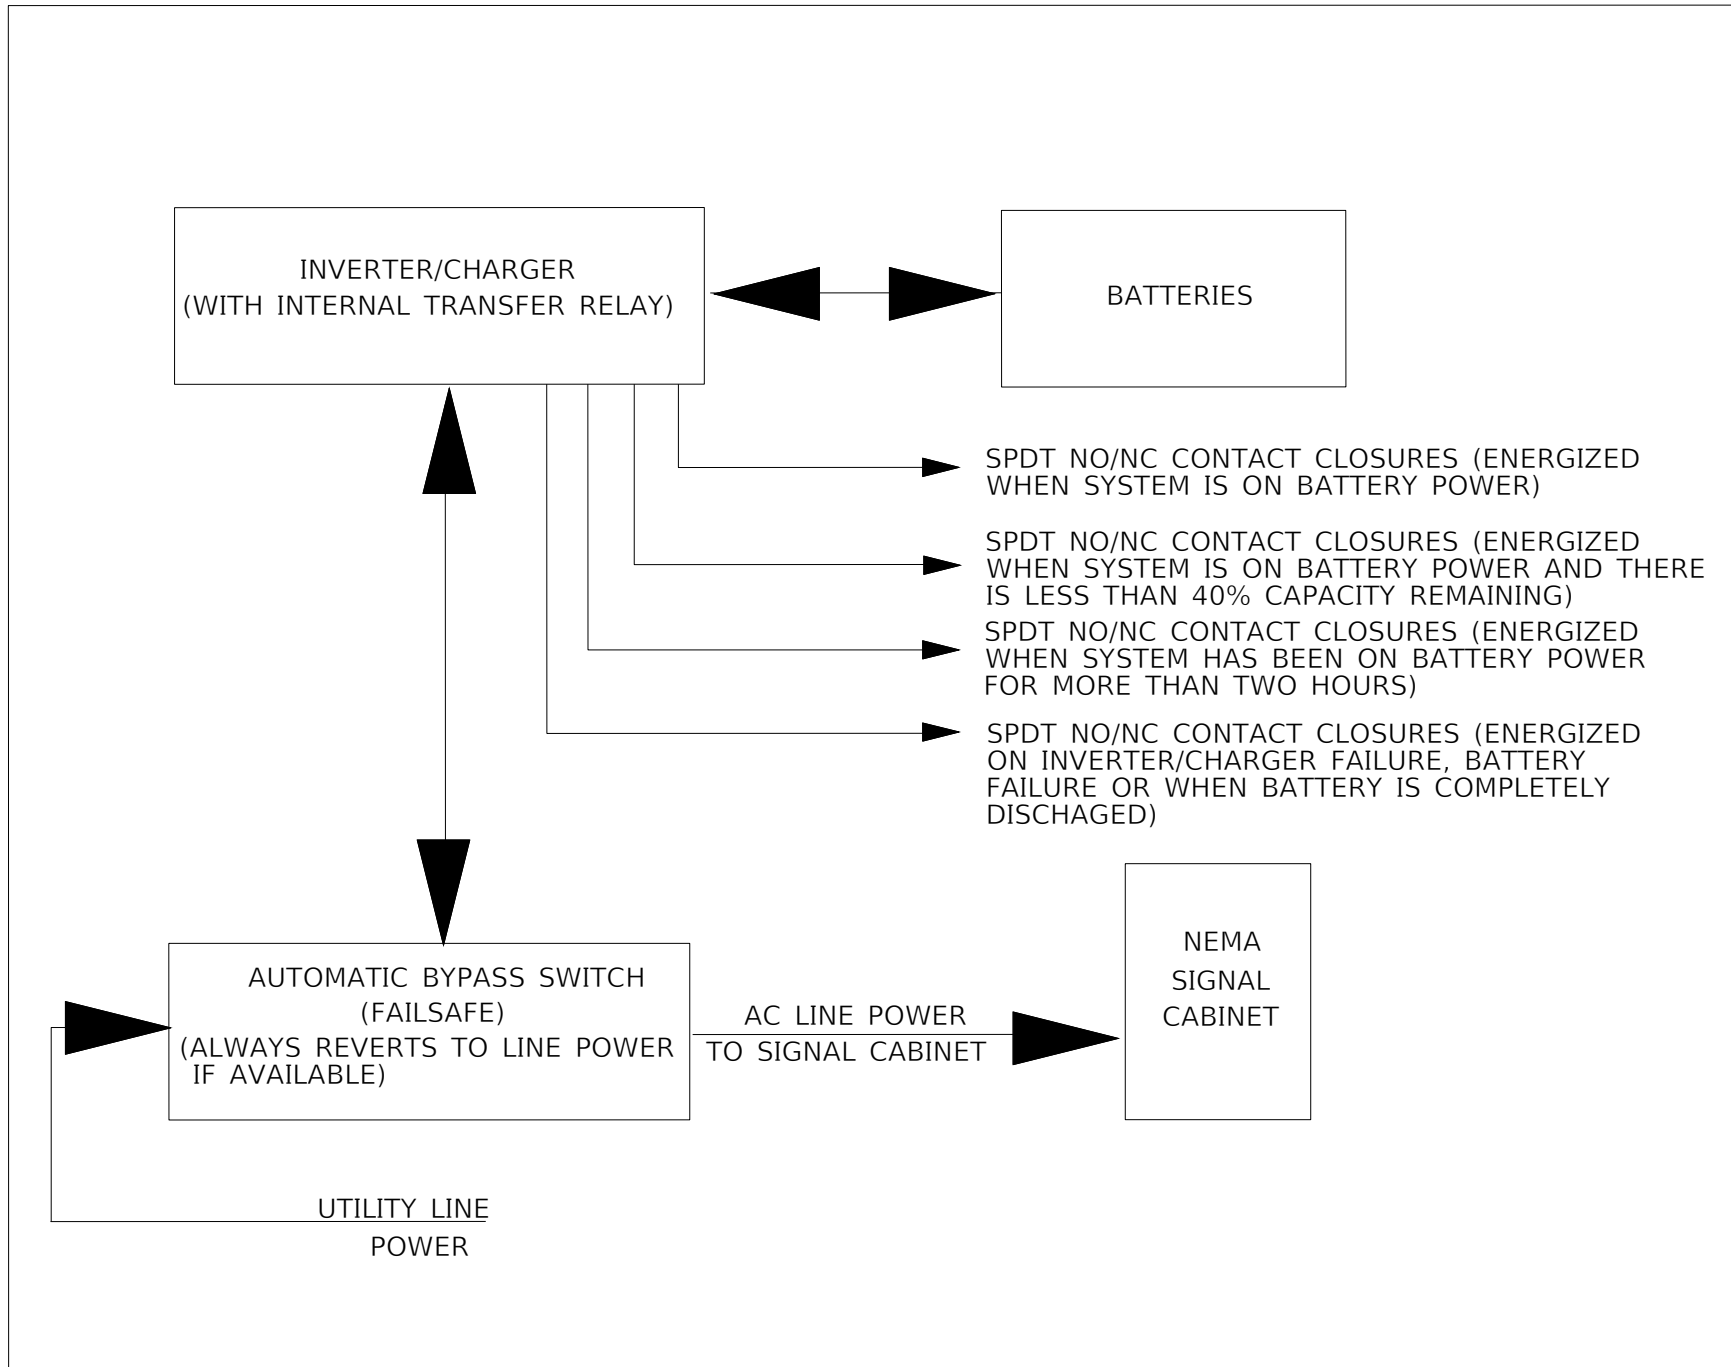 INVERTER/CHARGER
(WITH INTERNAL TRANSFER RELAY)
BATTERIES
SPDT NO/NC CONTACT CLOSURES (ENERGIZED
WHEN SYSTEM IS ON BATTERY POWER)
SPDT NO/NC CONTACT CLOSURES (ENERGIZED
WHEN SYSTEM IS ON BATTERY POWER AND THERE
IS LESS THAN 40% CAPACITY REMAINING)
SPDT NO/NC CONTACT CLOSURES (ENERGIZED
WHEN SYSTEM HAS BEEN ON BATTERY POWER
FOR MORE THAN TWO HOURS)
SPDT NO/NC CONTACT CLOSURES (ENERGIZED
ON INVERTER/CHARGER FAILURE, BATTERY
FAILURE OR WHEN BATTERY IS COMPLETELY
DISCHAGED)
AUTOMATIC BYPASS SWITCH
(FAILSAFE)
(ALWAYS REVERTS TO LINE POWER
IF AVAILABLE)
AC LINE POWER
TO SIGNAL CABINET
NEMA
SIGNAL
CABINET
UTILITY LINE
POWER